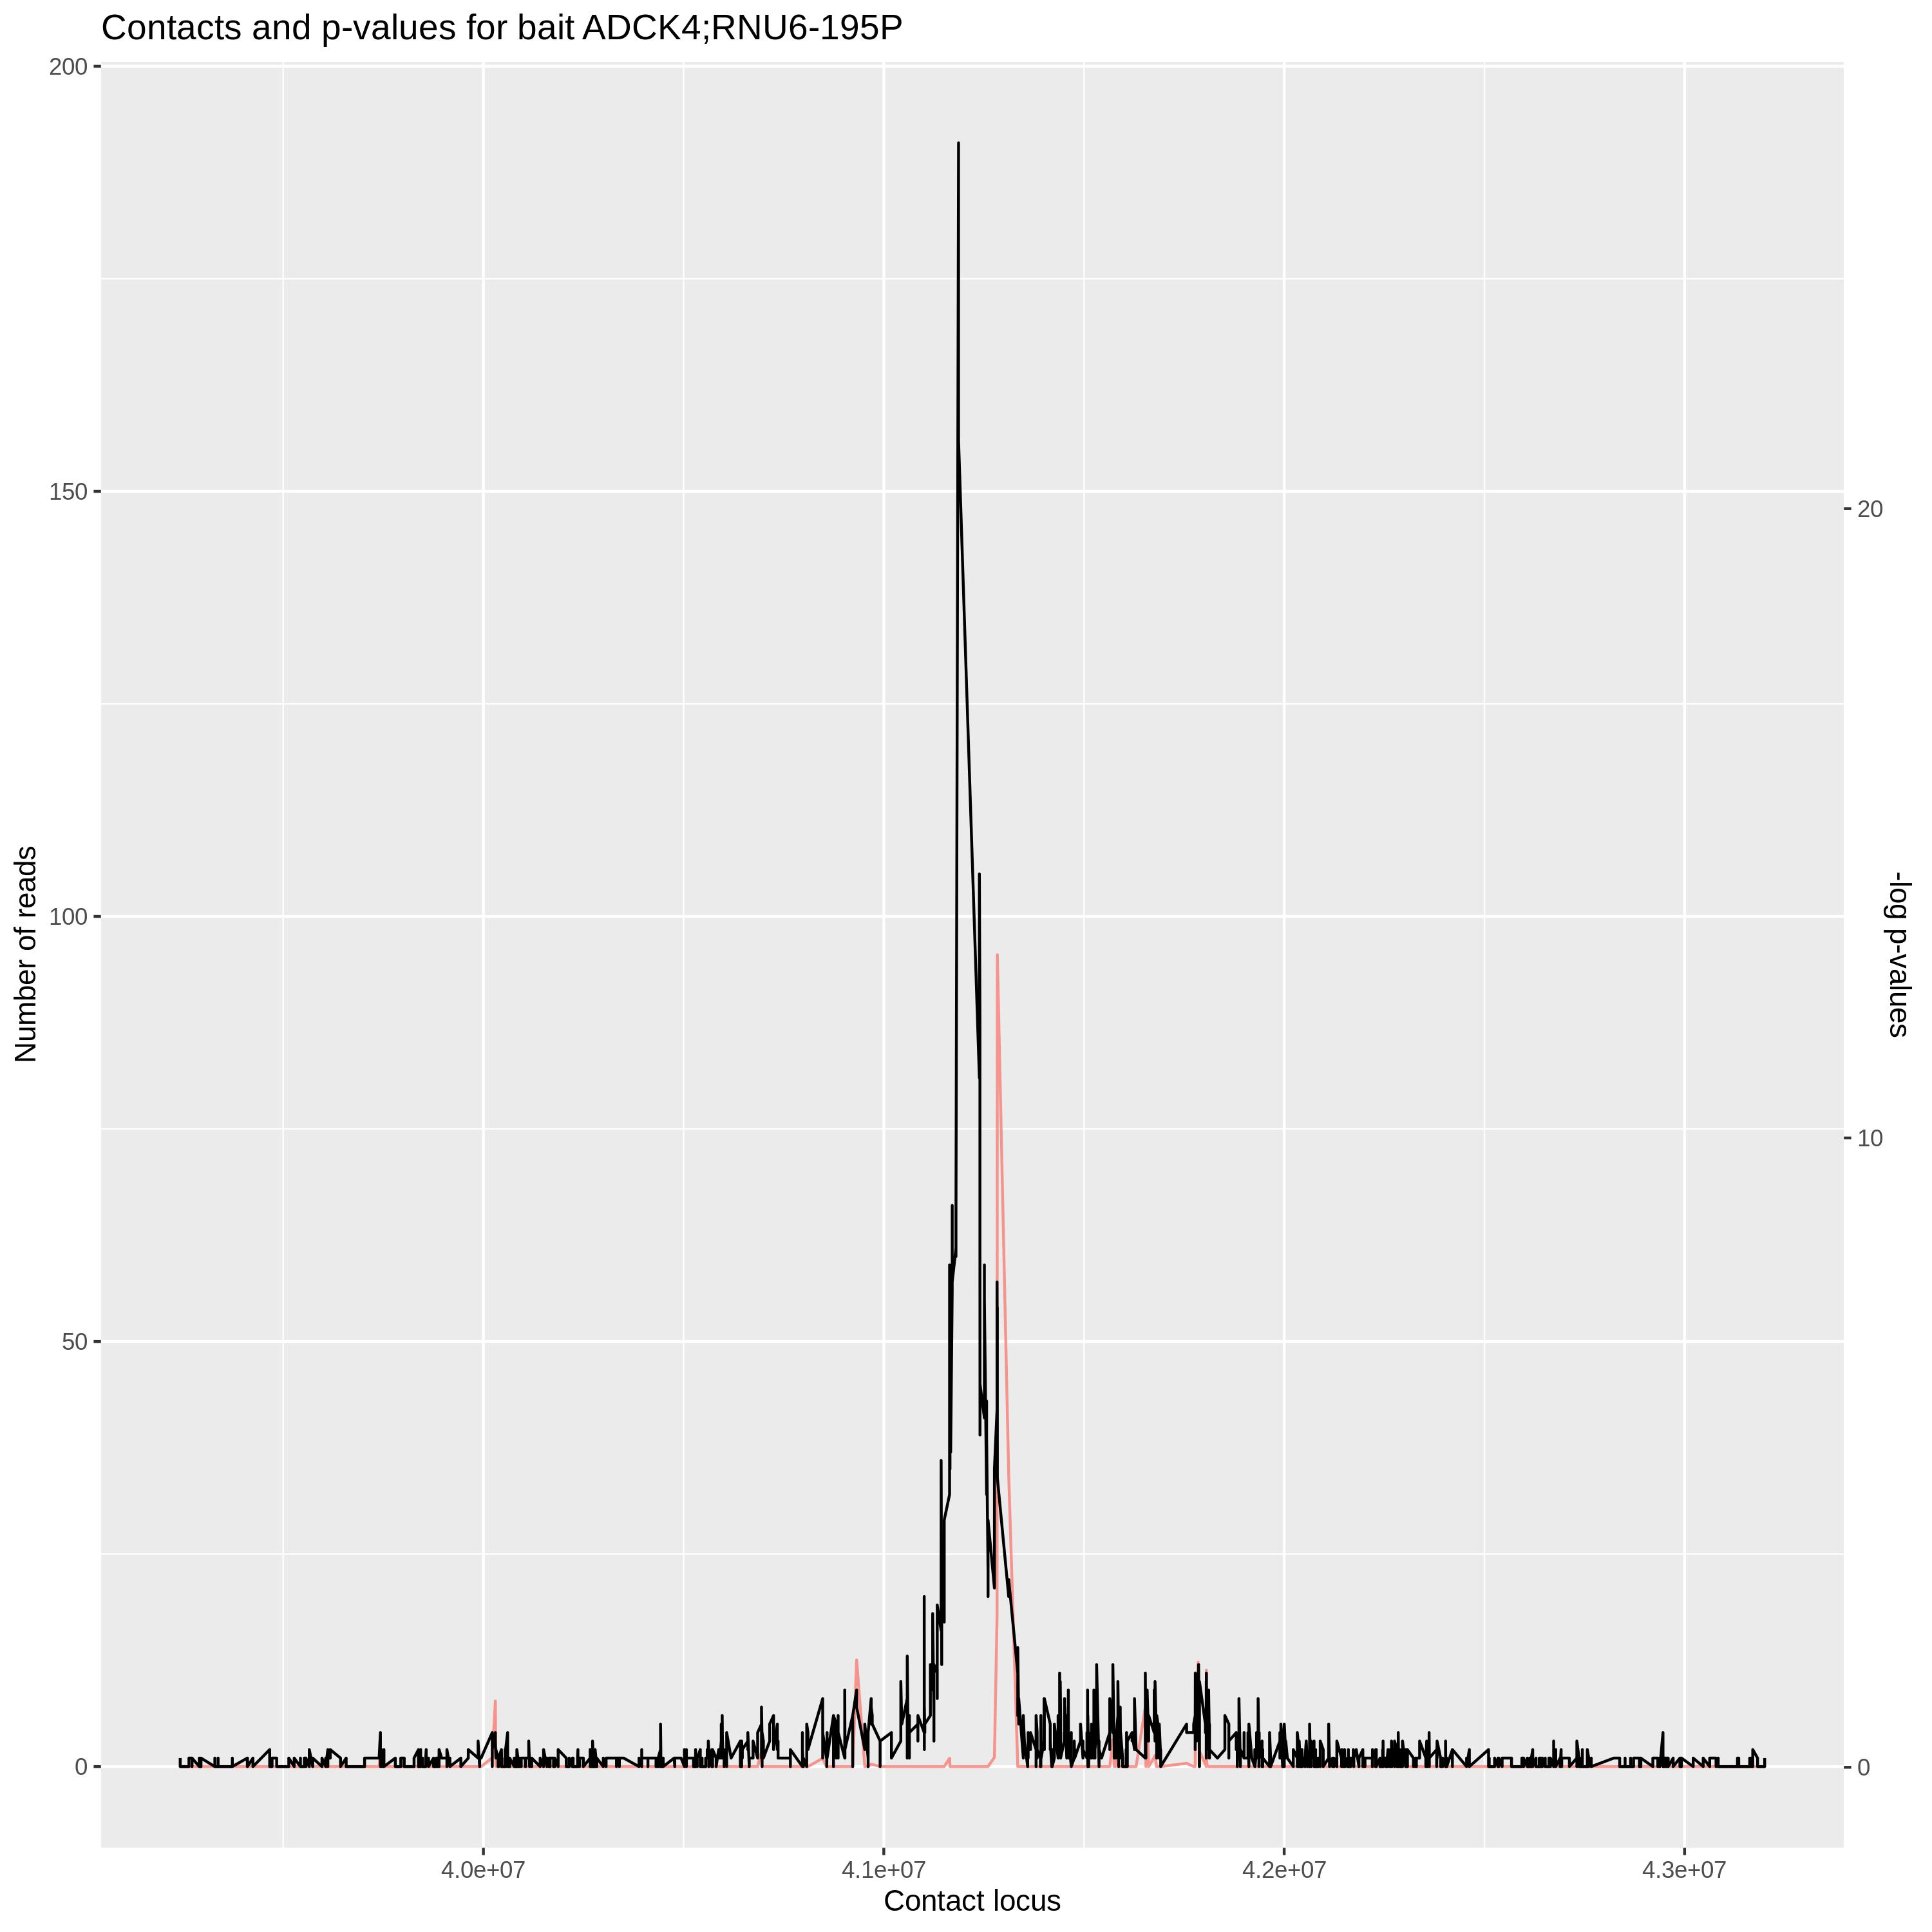 Contacts and p-values for bait ADCK4;RNU6-195P
200
150
100
50
0
Number of reads
20
10
0
-log p-values
4.0e+07
4.1e+07
4.2e+07
4.3e+07
Contact locus